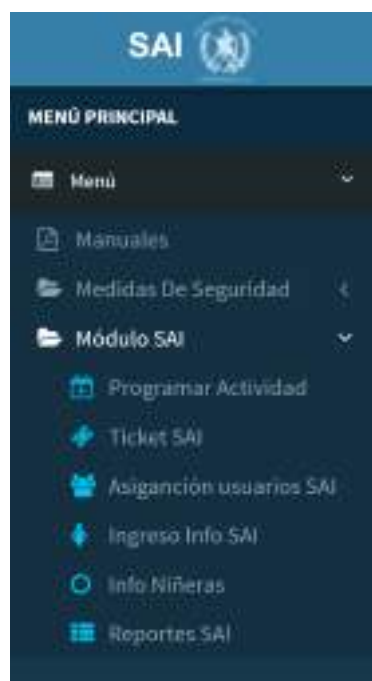 SAI
MENÚ PRINCIPAL
Menú
Manuales
Medidas De Seguridad
Módulo SAI
Programar Actividad
Ticket SAI
Asiganción usuarios SAI
Ingreso Info SAI
Info Niñeras
Reportes SAI